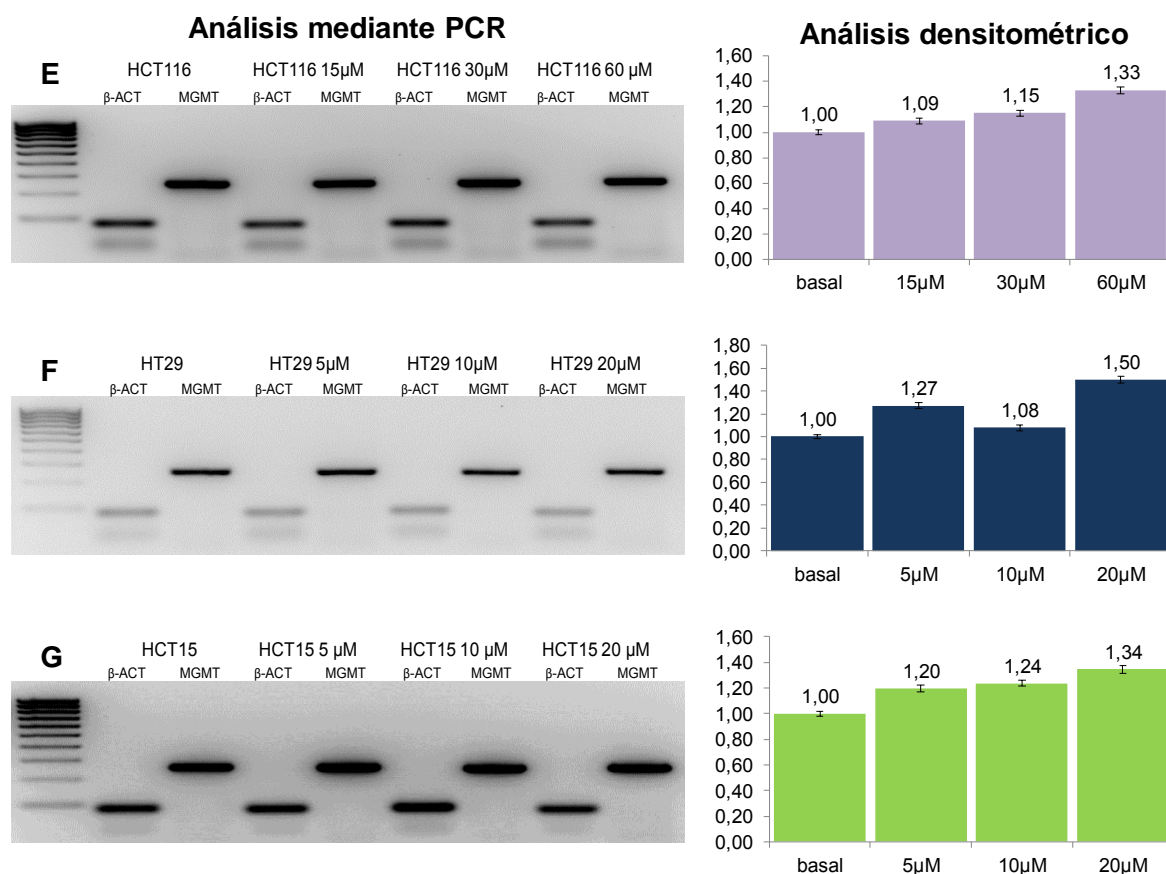 Análisis mediante PCR
Análisis densitométrico
E
HCT116 HCT116 15µM HCT116 30µM HCT116 60 µM
β-ACT MGMT β-ACT MGMT β-ACT MGMT β-ACT MGMT
1,60
1,40
1,20
1,00
0,80
0,60
0,40
0,20
0,00
1,00 1,09 1,15 1,33
basal 15µM 30µM 60µM
F
HT29 HT29 5µM HT29 10µM HT29 20µM
β-ACT MGMT β-ACT MGMT β-ACT MGMT β-ACT MGMT
1,80
1,60
1,40
1,20
1,00
0,80
0,60
0,40
0,20
0,00
1,00 1,27 1,08 1,50
basal 5µM 10µM 20µM
G
HCT15 HCT15 5 µM HCT15 10 µM HCT15 20 µM
β-ACT MGMT β-ACT MGMT β-ACT MGMT β-ACT MGMT
1,60
1,40
1,20
1,00
0,80
0,60
0,40
0,20
0,00
1,00 1,20 1,24 1,34
basal 5µM 10µM 20µM